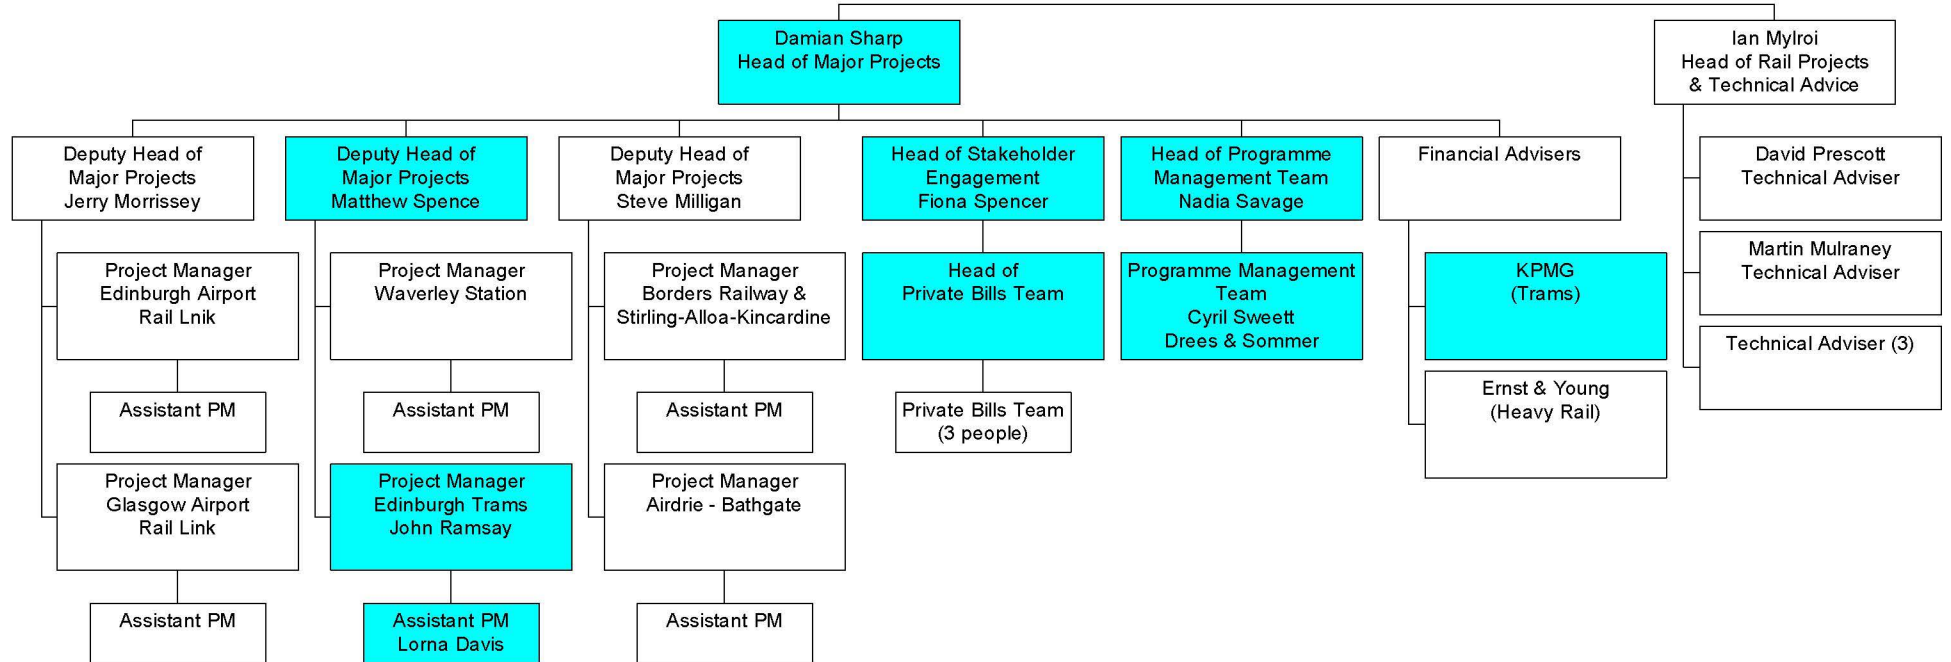 Damian Sharp
Head of Major Projects
Ian Mylroi
Head of Rail Projects
& Technical Advice
Deputy Head of
Major Projects
Jerry Morrissey
Deputy Head of
Major Projects
Matthew Spence
Deputy Head of
Major Projects
Steve Milligan
Head of Stakeholder
Engagement
Fiona Spencer
Head of Programme
Management Team
Nadia Savage
Financial Advisers
David Prescott
Technical Adviser
Project Manager
Edinburgh Airport
Rail Lnik
Project Manager
Waverley Station
Project Manager
Borders Railway &
Stirling-Alloa-Kincardine
Head of
Private Bills Team
Programme Management
Team
Cyril Sweett
Drees & Sommer
KPMG
(Trams)
Martin Mulraney
Technical Adviser
Technical Adviser (3)
Assistant PM
Assistant PM
Assistant PM
Private Bills Team
(3 people)
Ernst & Young
(Heavy Rail)
Project Manager
Glasgow Airport
Rail Link
Project Manager
Edinburgh Trams
John Ramsay
Project Manager
Airdrie - Bathgate
Assistant PM
Assistant PM
Lorna Davis
Assistant PM